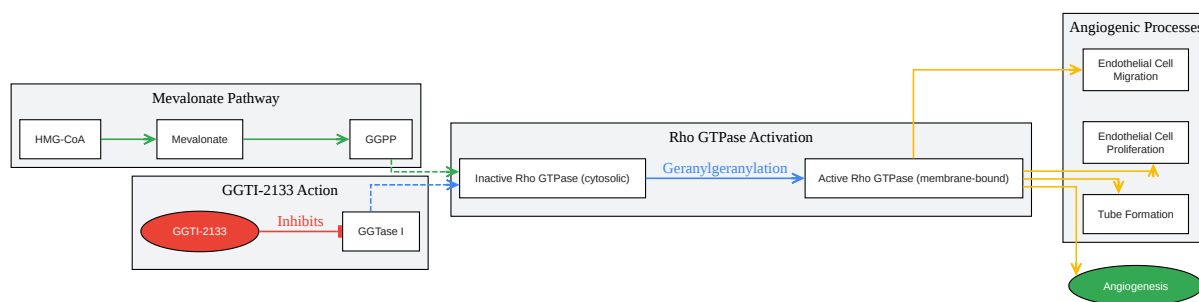 Angiogenic Processes
Endothelial Cell
Migration
Mevalonate Pathway
HMG-CoA
Mevalonate
GGPP
Rho GTPase Activation
Endothelial Cell
Proliferation
Inactive Rho GTPase (cytosolic)
Geranylgeranylation
Active Rho GTPase (membrane-bound)
GGTI-2133 Action
GGTI-2133
Inhibits
GGTase I
Tube Formation
Angiogenesis